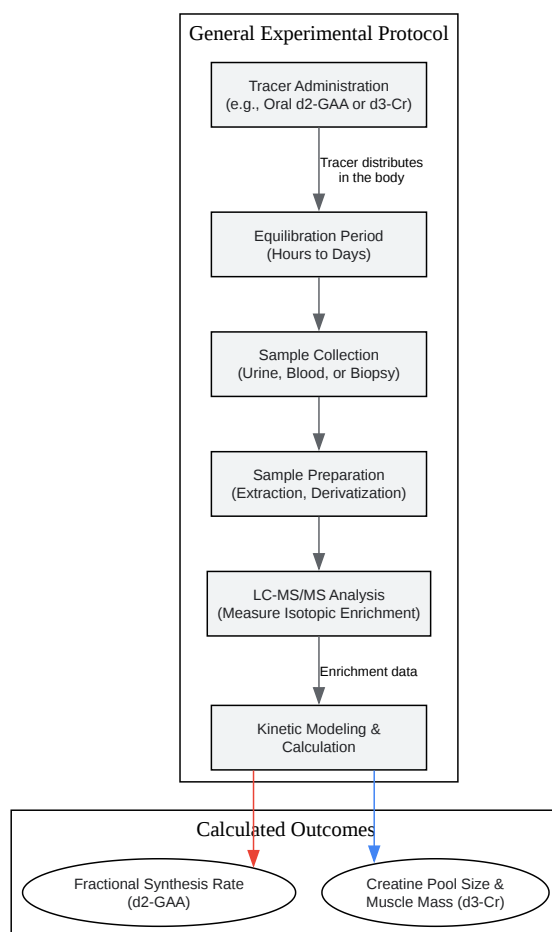 General Experimental Protocol
Tracer Administration
(e.g., Oral d2-GAA or d3-Cr)
Tracer distributes
in the body
Equilibration Period
(Hours to Days)
Sample Collection
(Urine, Blood, or Biopsy)
Sample Preparation
(Extraction, Derivatization)
LC-MS/MS Analysis
(Measure Isotopic Enrichment)
Enrichment data
Kinetic Modeling &
Calculation
Calculated Outcomes
Fractional Synthesis Rate
(d2-GAA)
Creatine Pool Size &
Muscle Mass (d3-Cr)